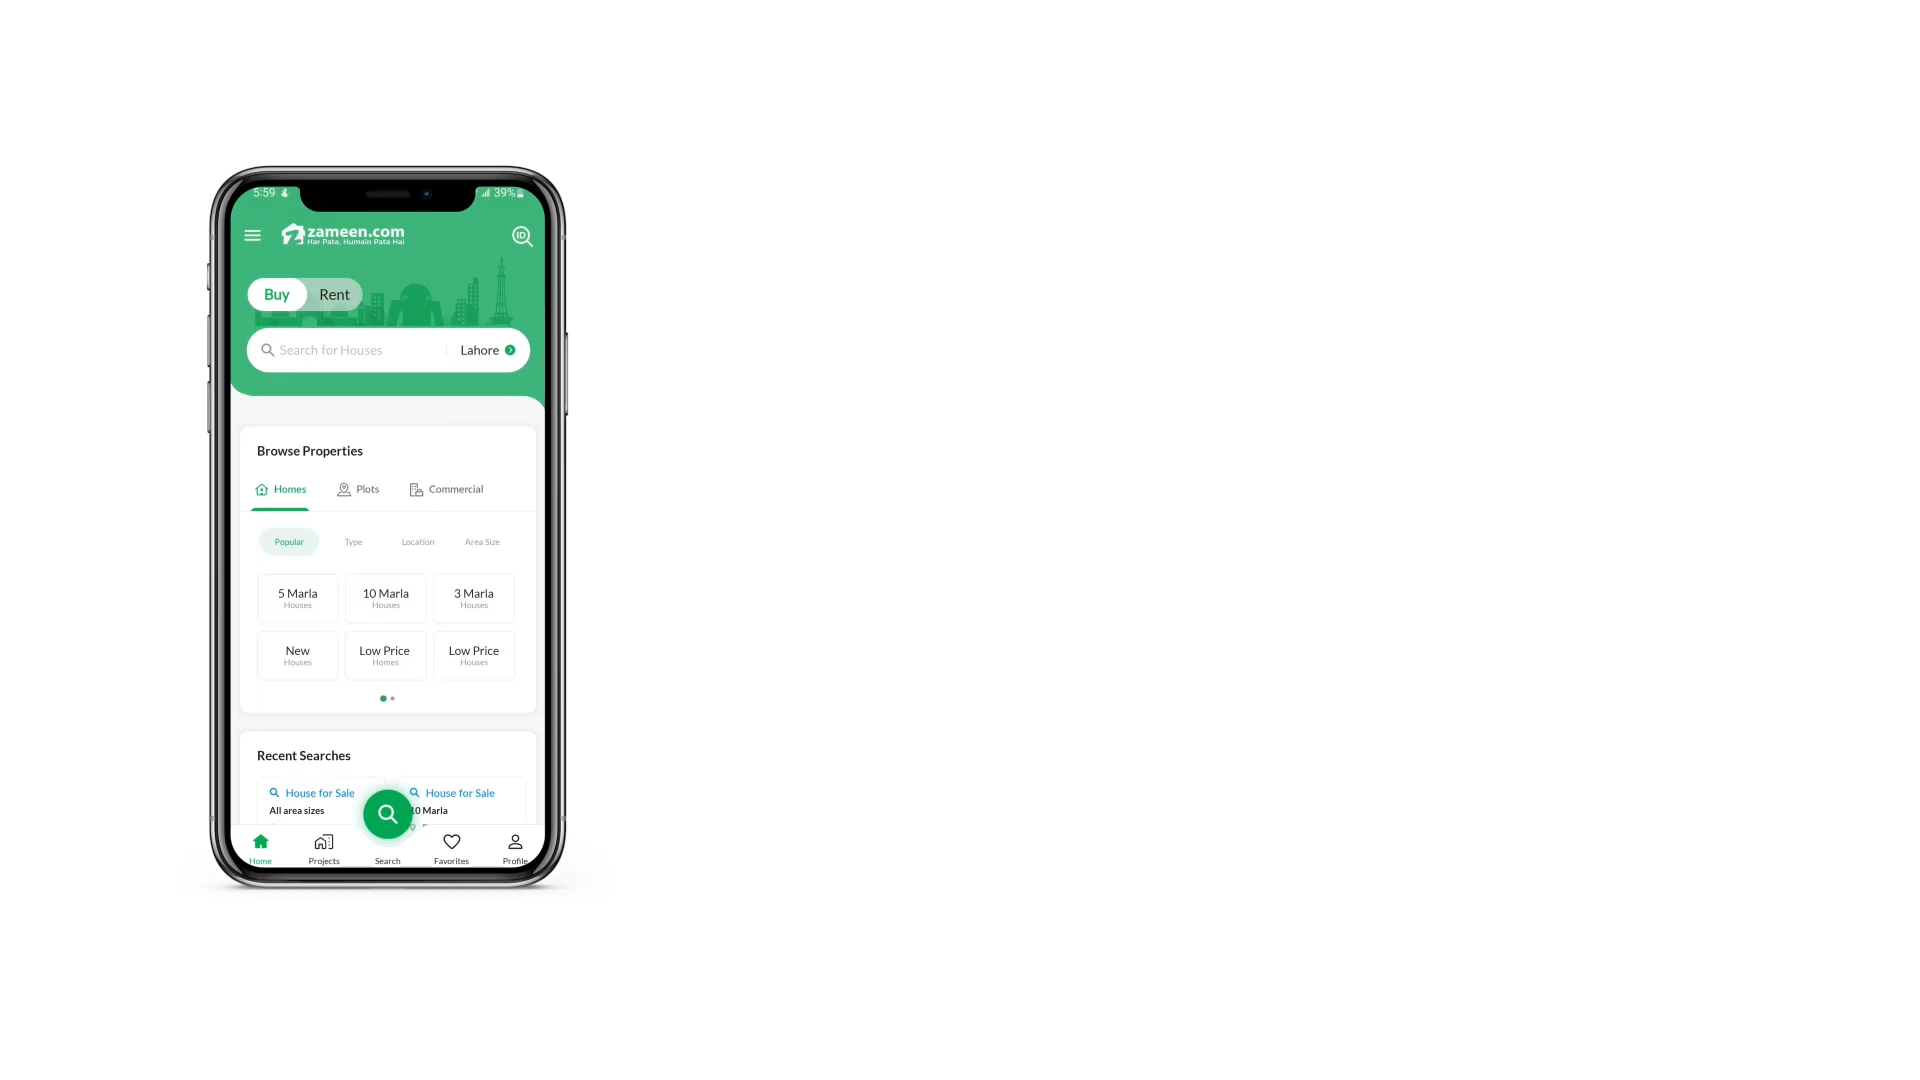 5:59
39%
zameen.com
Har Pata, Humain Pata Hai
ID
Buy
Rent
Search for Houses
Lahore
Browse Properties
Homes
Plots
Commercial
Popular
Type
Location
Area Size
5 Marla
Houses
10 Marla
Houses
3 Marla
Houses
New
Houses
Low Price
Homes
Low Price
Houses
Recent Searches
House for Sale
All area sizes
House for Sale
10 Marla
Home
Projects
Search
Favorites
Profile